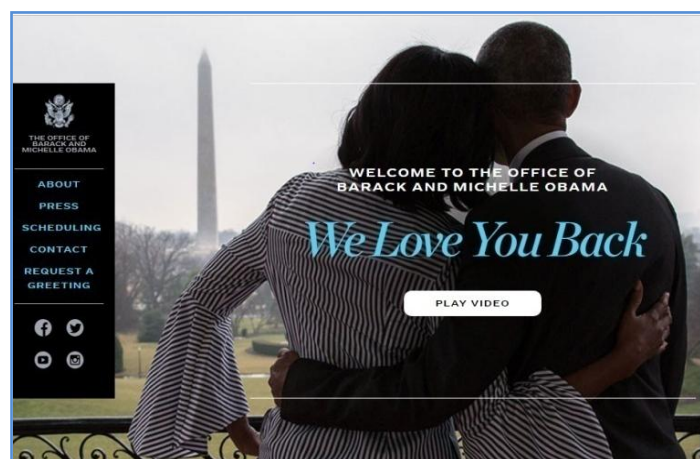 THE OFFICE OF
BARACK AND
MICHELLE OBAMA
ABOUT
PRESS
SCHEDULING
CONTACT
REQUEST A
GREETING
WELCOME TO THE OFFICE OF
BARACK AND MICHELLE OBAMA
We Love You Back
PLAY VIDEO